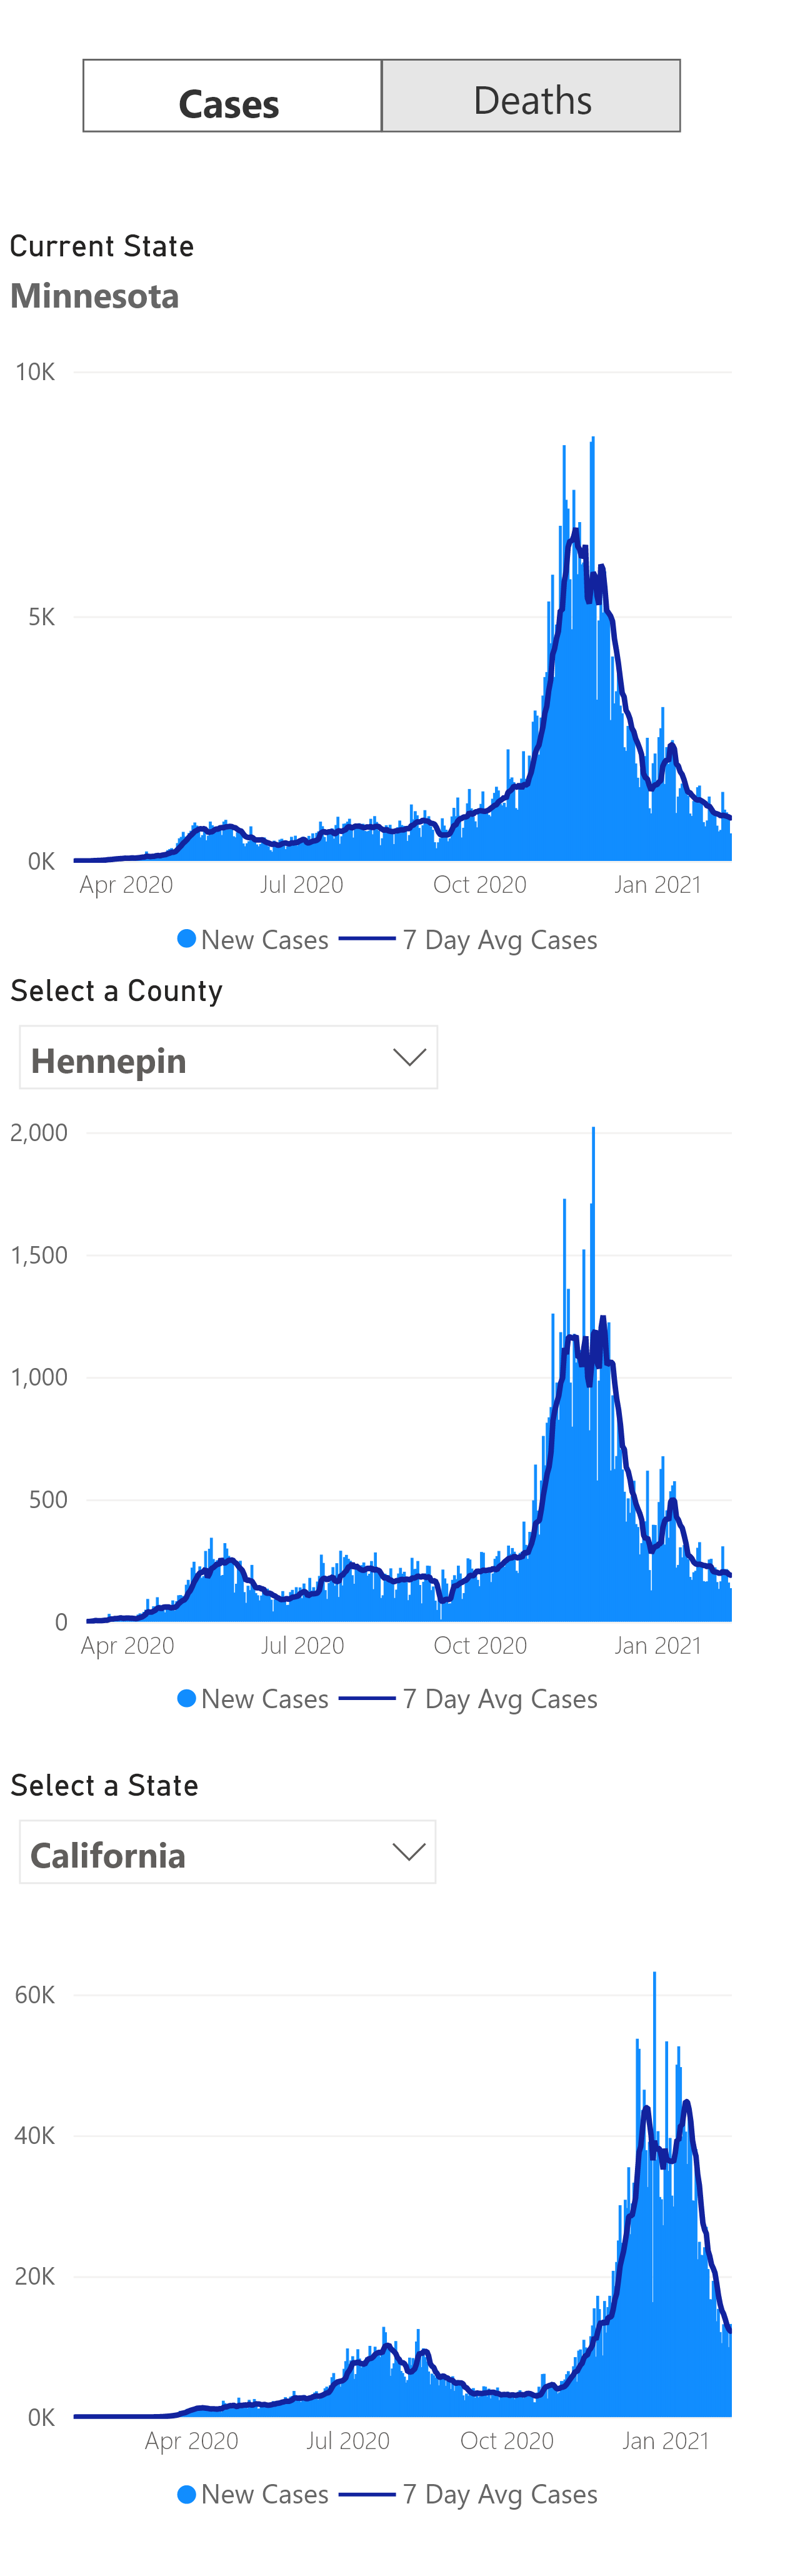 Cases Deaths
Current State
Minnesota
10K
5K
0K
Apr 2020 Jul 2020 Oct 2020 Jan 2021
New Cases 7 Day Avg Cases
Select a County
Hennepin
2,000
1,500
1,000
500
0
Apr 2020 Jul 2020 Oct 2020 Jan 2021
New Cases 7 Day Avg Cases
Select a State
California
60K
40K
20K
0K
Apr 2020 Jul 2020 Oct 2020 Jan 2021
New Cases 7 Day Avg Cases